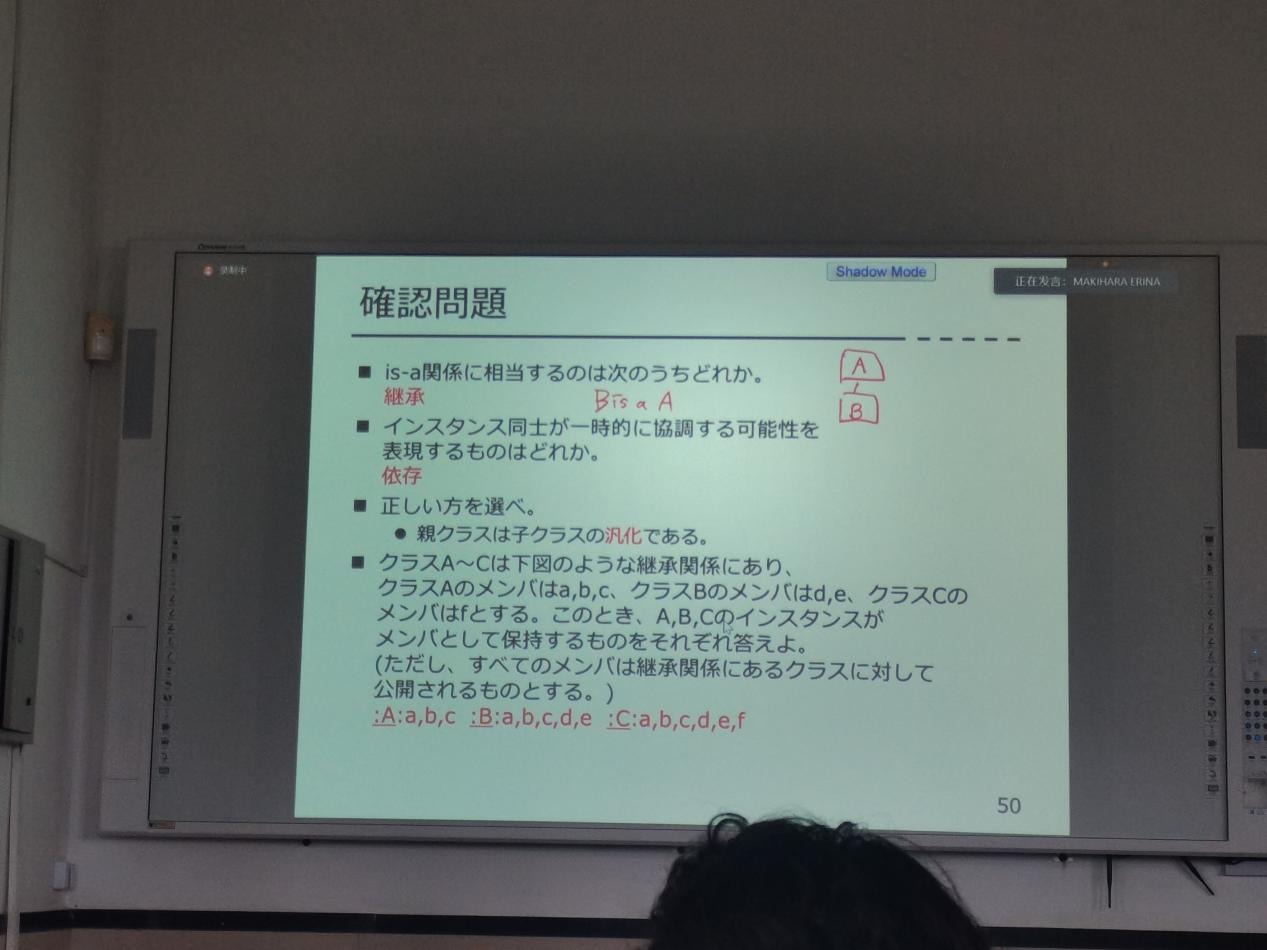 录制中
Shadow Mode
正在发言: MAKIHARA ERINA
確認問題
■ is-a関係に相当するのは次のうちどれか。
継承
B is a A
A
B
■ インスタンス同士が一時的に協調する可能性を
表現するものはどれか。
依存
■ 正しい方を選べ。
● 親クラスは子クラスの汎化である。
■ クラスA～Cは下図のような継承関係にあり、
クラスAのメンバはa,b,c、クラスBのメンバはd,e、クラスCの
メンバはfとする。このとき、A,B,Cのインスタンスが
メンバとして保持するものをそれぞれ答えよ。
(ただし、すべてのメンバは継承関係にあるクラスに対して
公開されるものとする。)
:A:a,b,c :B:a,b,c,d,e :C:a,b,c,d,e,f
50